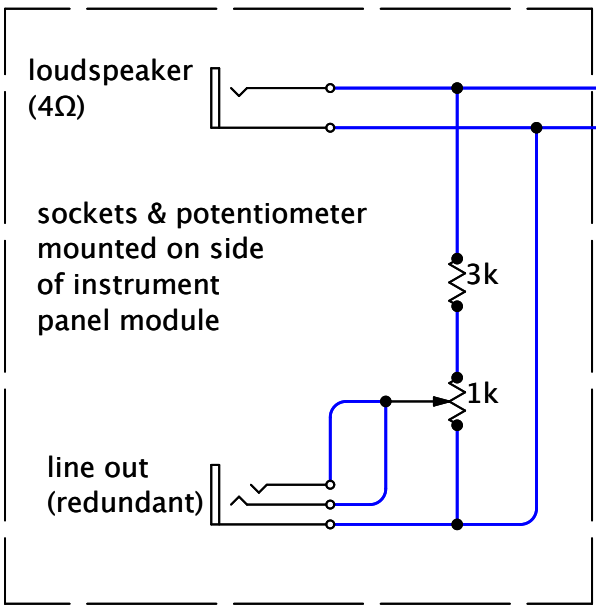 loudspeaker
(4Ω)
sockets & potentiometer
mounted on side
of instrument
panel module
3k
1k
line out
(redundant)